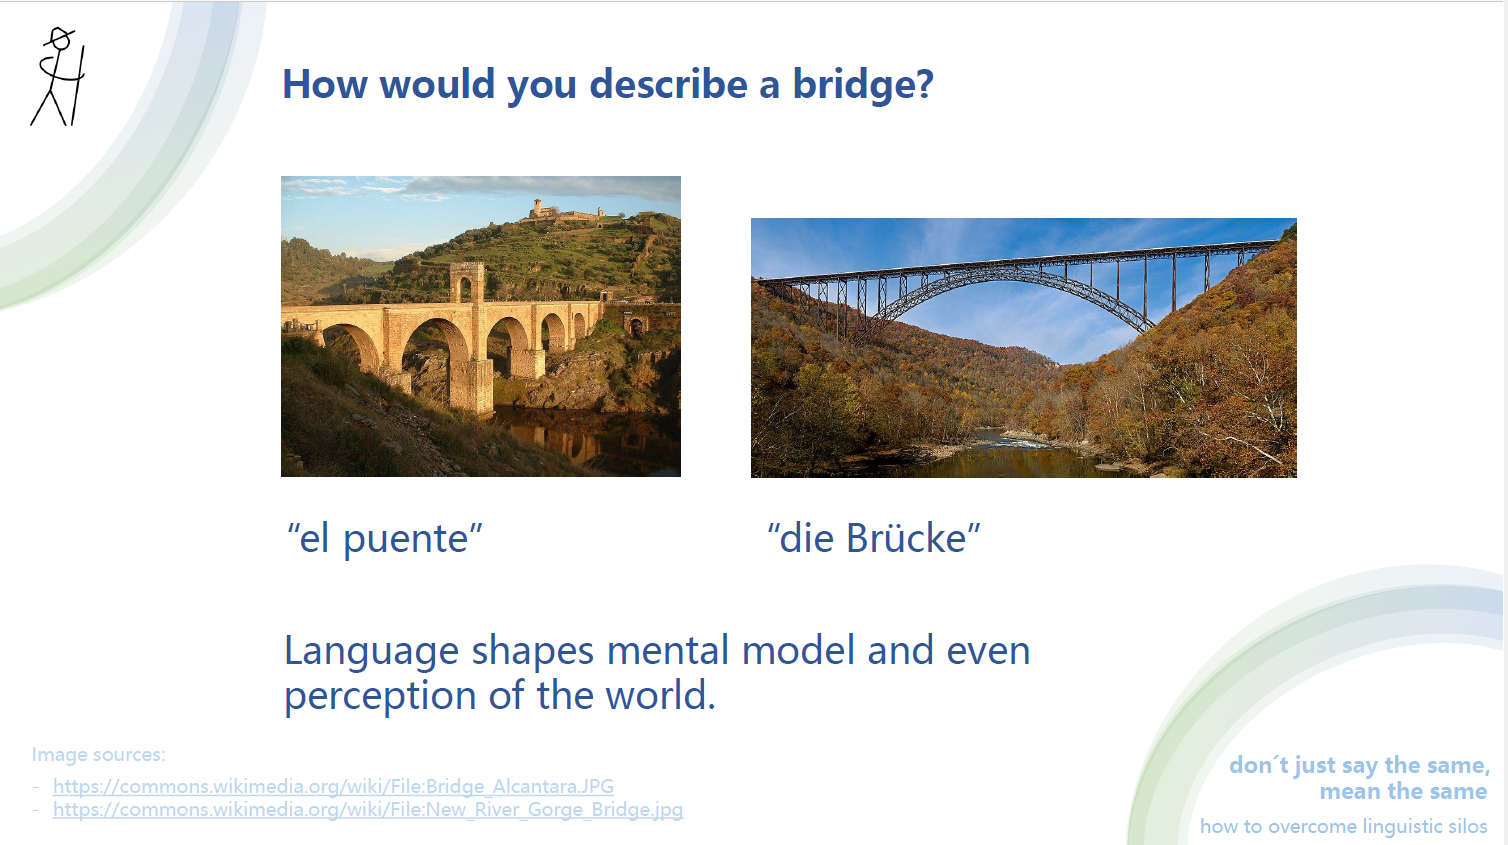 How would you describe a bridge?
“el puente”
“die Brücke”
Language shapes mental model and even
perception of the world.
Image sources:
- https://commons.wikimedia.org/wiki/File:Bridge_Alcantara.JPG
- https://commons.wikimedia.org/wiki/File:New_River_Gorge_Bridge.jpg
don´t just say the same,
mean the same
how to overcome linguistic silos